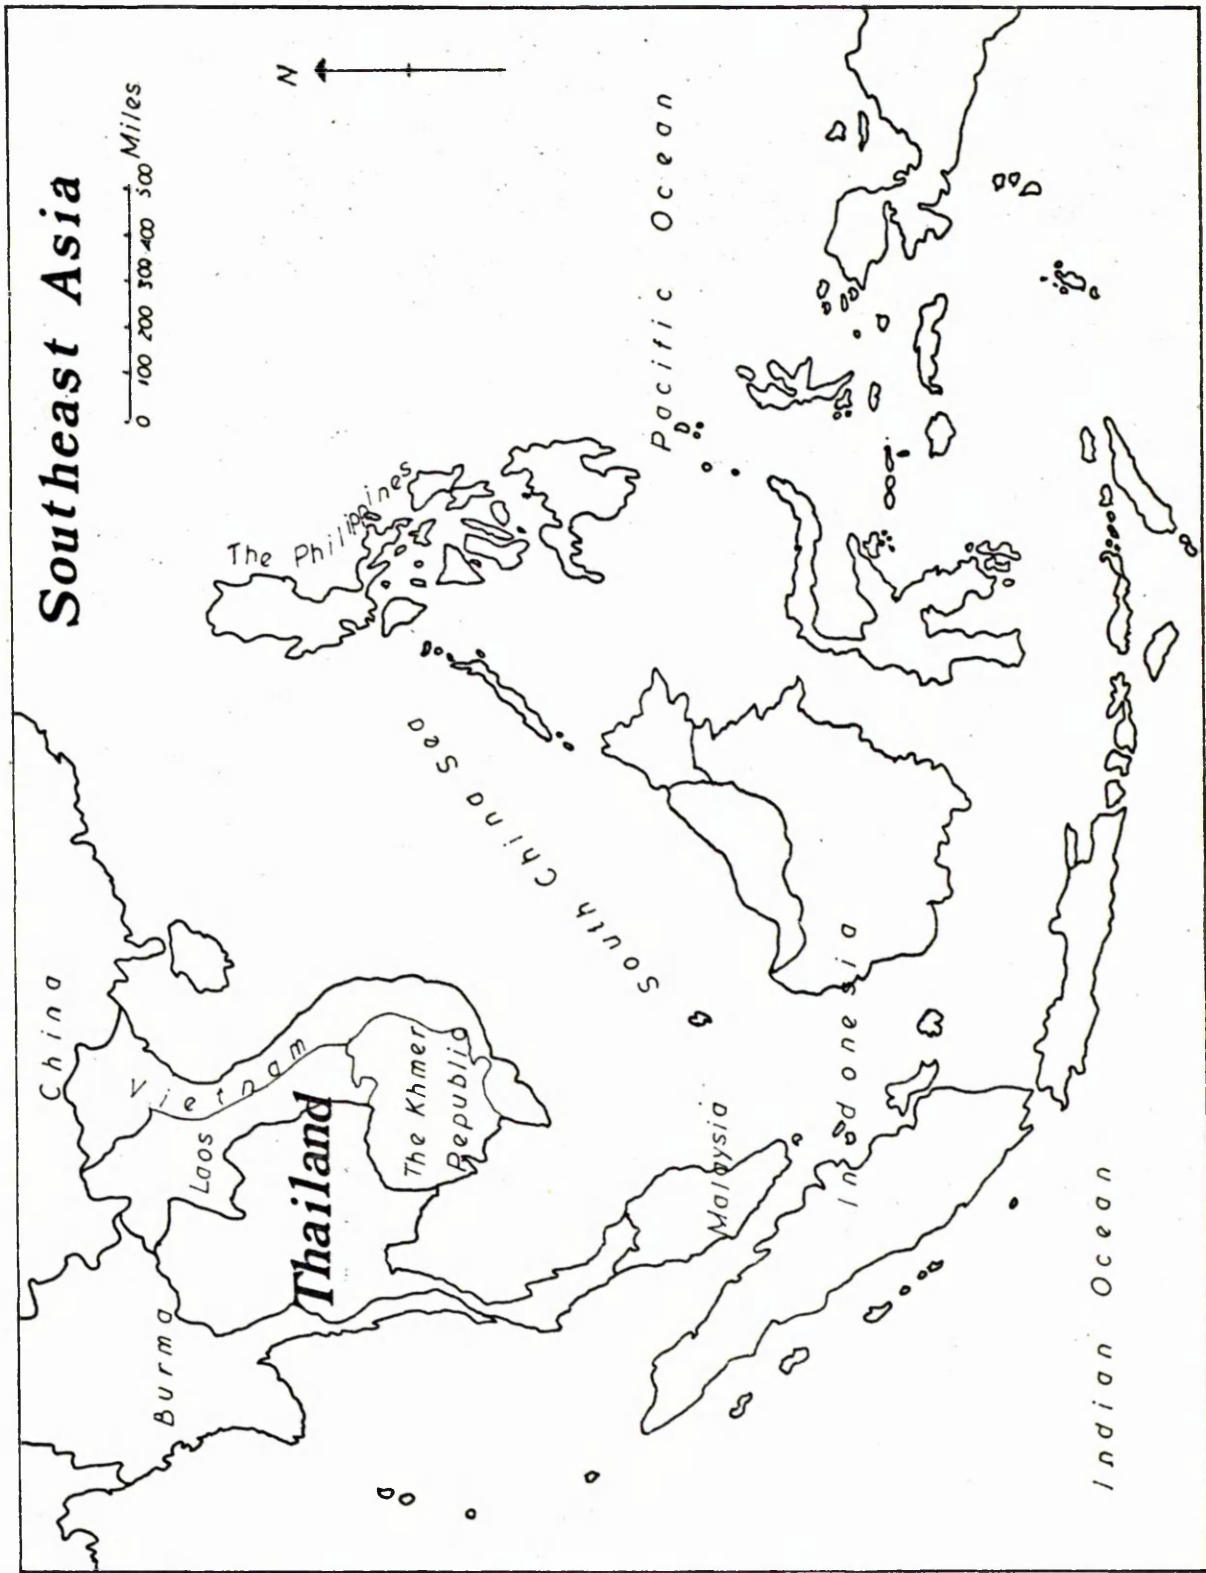 Southeast Asia
0 100 200 300 400 500 Miles
N
China
Burma
Vietnam
Laos
Thailand
The Khmer
Republic
The Philippines
South China Sea
Pacific Ocean
Malaysia
Indonesia
Indian Ocean